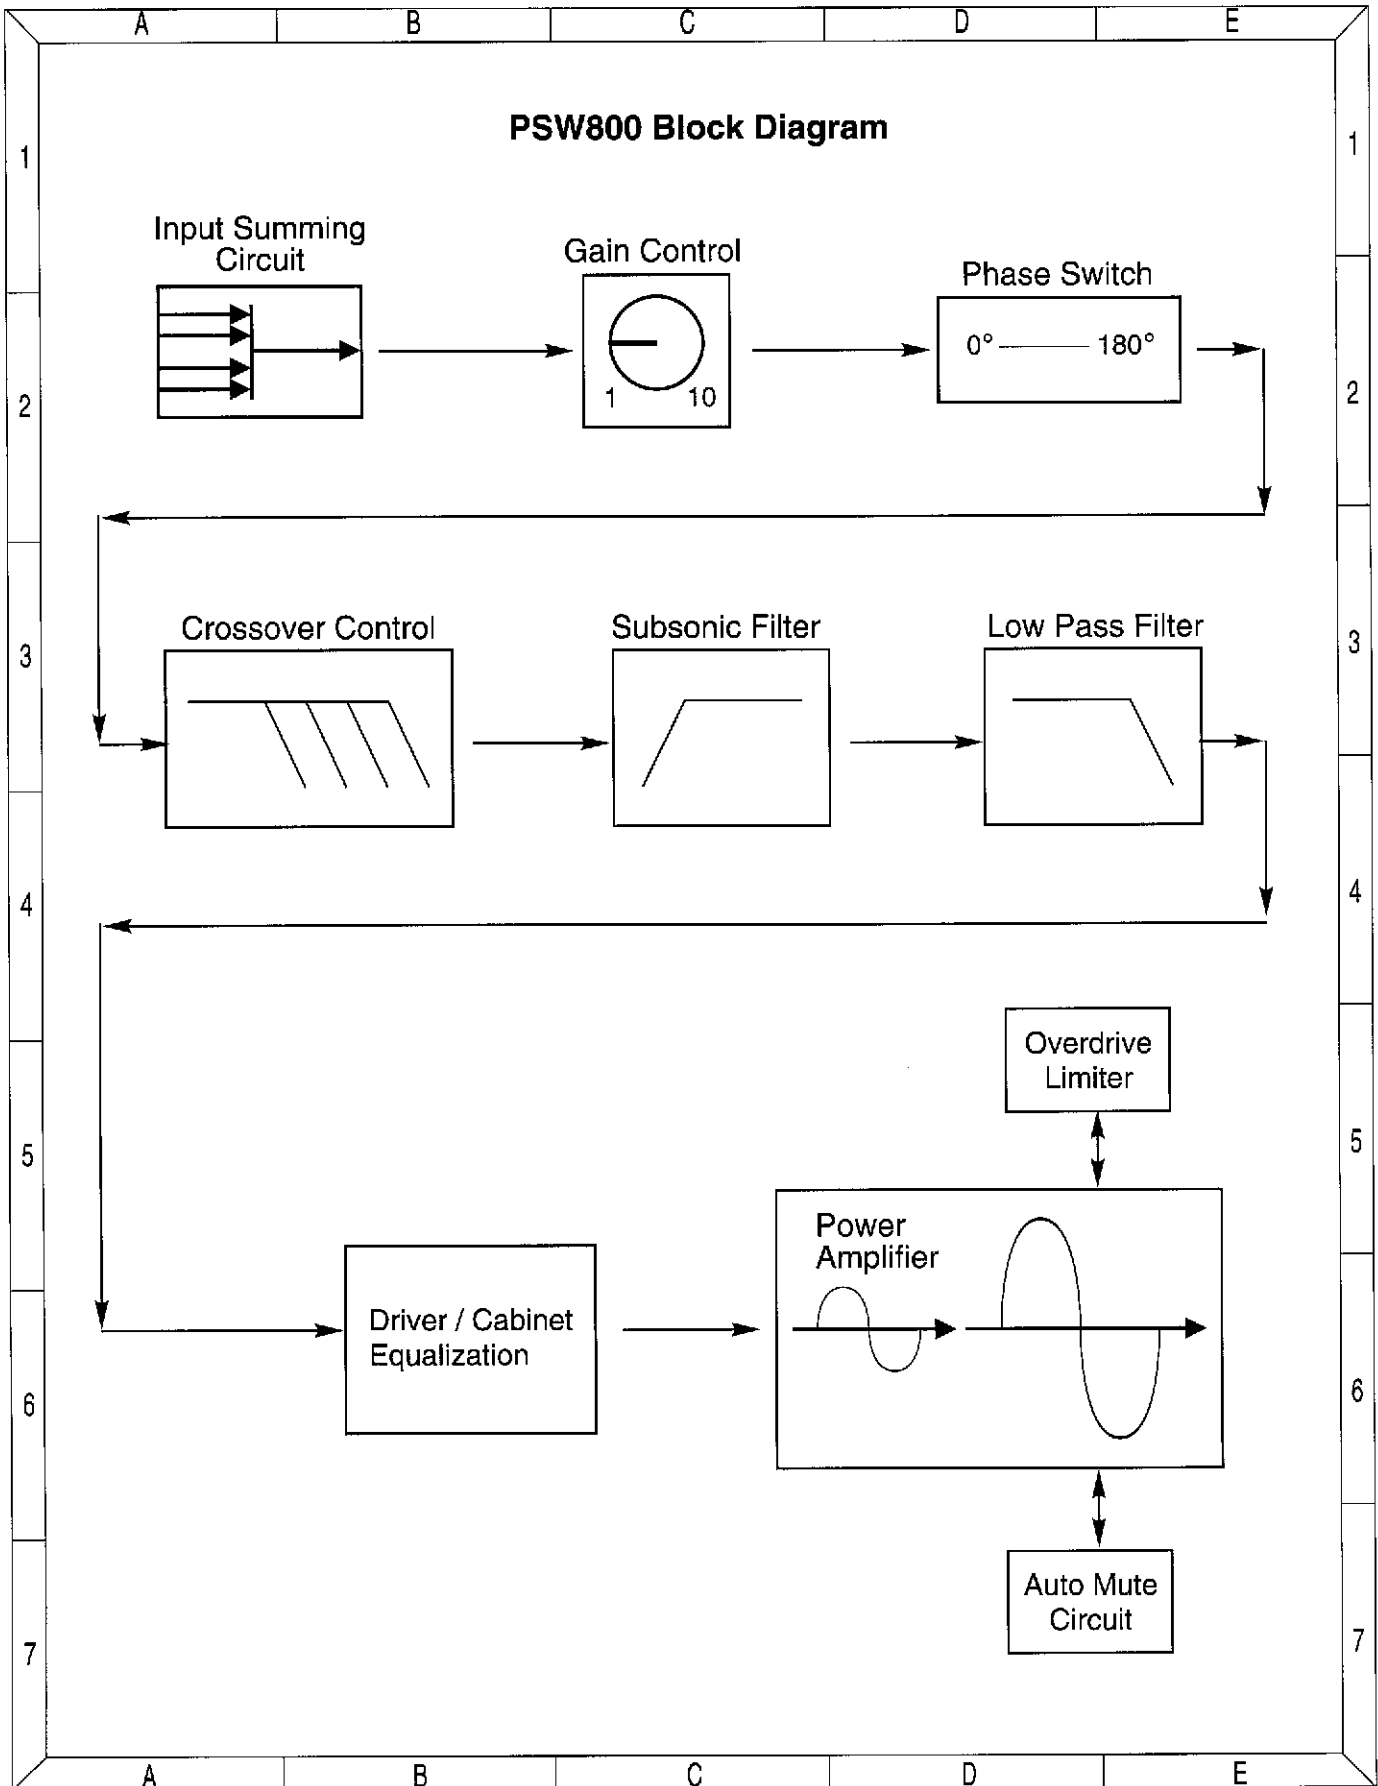 A B C D E
PSW800 Block Diagram
1 1
Input Summing
Circuit
Gain Control
Phase Switch
1 10
0° 180°
2 2
Crossover Control
Subsonic Filter
Low Pass Filter
3 3
4 4
Overdrive
Limiter
5 5
Power
Amplifier
Driver / Cabinet
Equalization
6 6
Auto Mute
Circuit
7 7
A B C D E